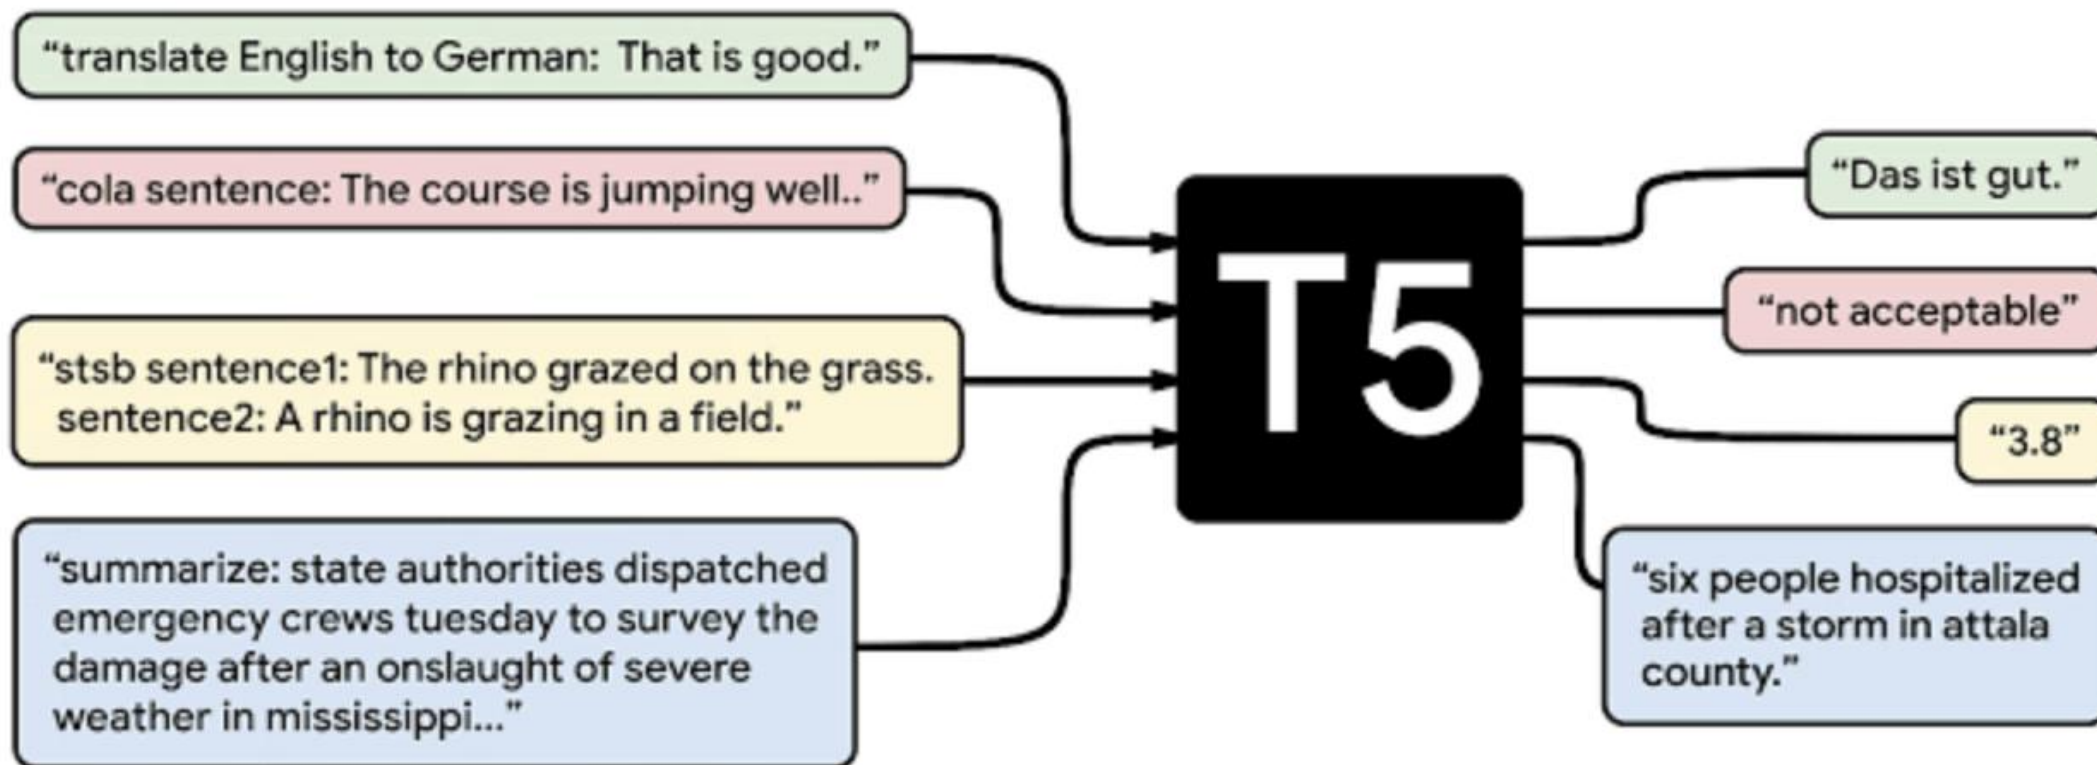 “translate English to German: That is good.”
“cola sentence: The course is jumping well..”
“stsb sentence1: The rhino grazed on the grass.
sentence2: A rhino is grazing in a field.”
“summarize: state authorities dispatched
emergency crews tuesday to survey the
damage after an onslaught of severe
weather in mississippi...”
T5
“Das ist gut.”
“not acceptable”
“3.8”
“six people hospitalized
after a storm in attala
county.”